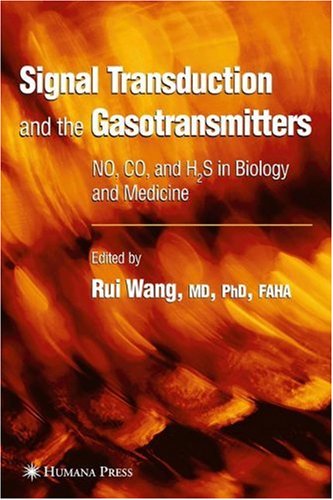 Signal Transduction
and the Gasotransmitters
NO, CO, and H₂S in Biology
and Medicine
Edited by
Rui Wang, MD, PhD, FAHA
HUMANA PRESS